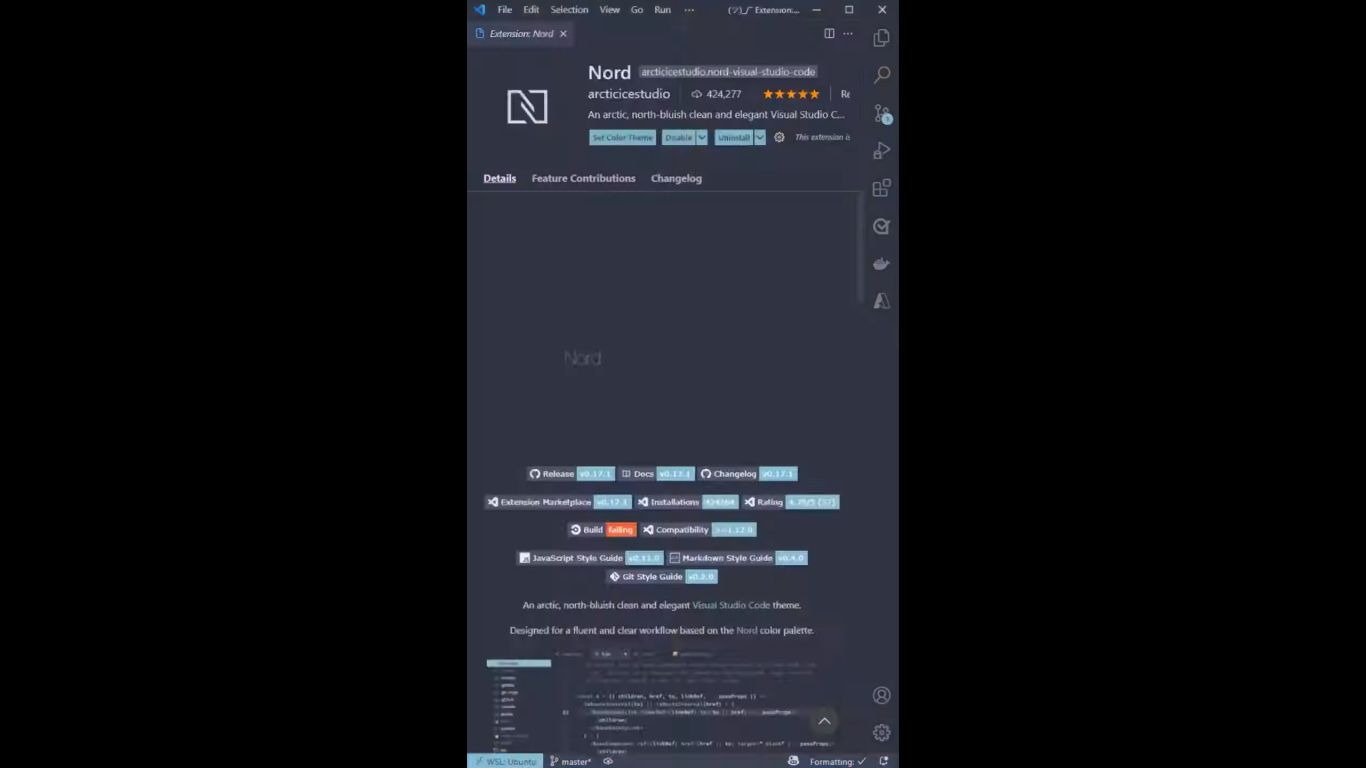 File Edit Selection View Go Run ··· (ツ)_/ Extension:...
Extension: Nord
Nord arcticicestudio.nord-visual-studio-code
arcticicestudio 424,277 ★★★★★ Re
An arctic, north-bluish clean and elegant Visual Studio C...
Set Color Theme Disable Uninstall This extension is
Details Feature Contributions Changelog
Nord
Release v0.17.1 Docs v0.17.1 Changelog v0.17.1
Extension Marketplace v0.17.1 Installations 424264 Rating
Build failing Compatibility >=1.12.0
JavaScript Style Guide v0.11.0 Markdown Style Guide v0.4.0
Git Style Guide v0.2.0
An arctic, north-bluish clean and elegant Visual Studio Code theme.
Designed for a fluent and clear workflow based on the Nord color palette.
WSL: Ubuntu master* Formatting: ✓